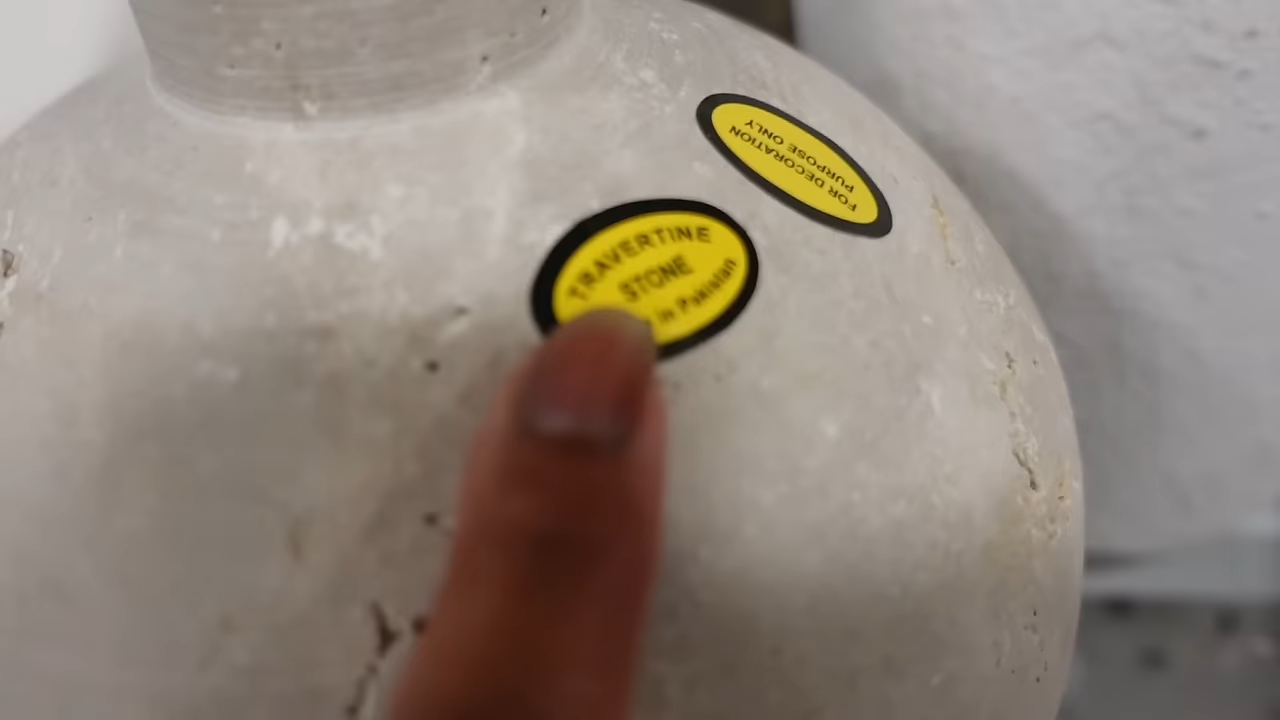 TRAVERTINE
STONE
in Pakistan
FOR DECORATION
PURPOSE ONLY